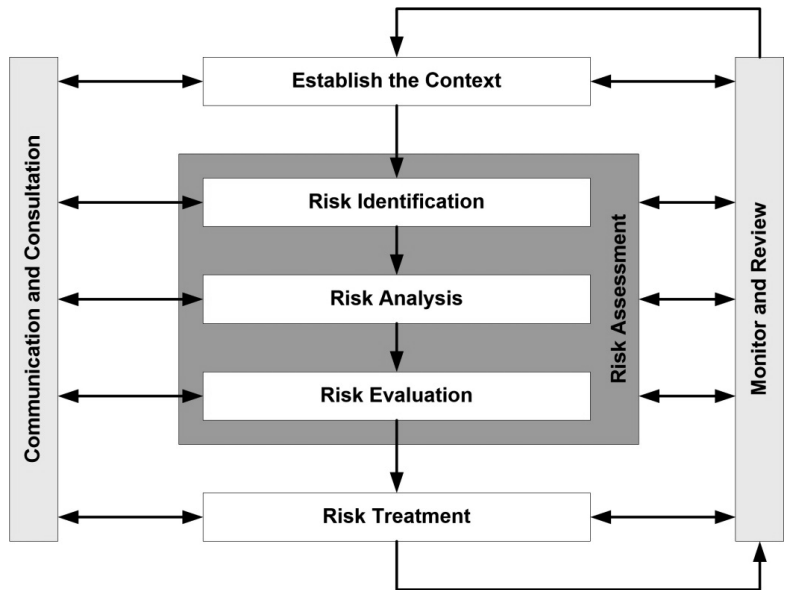 Establish the Context
Communication and Consultation
Risk Identification
Risk Analysis
Risk Evaluation
Risk Assessment
Monitor and Review
Risk Treatment